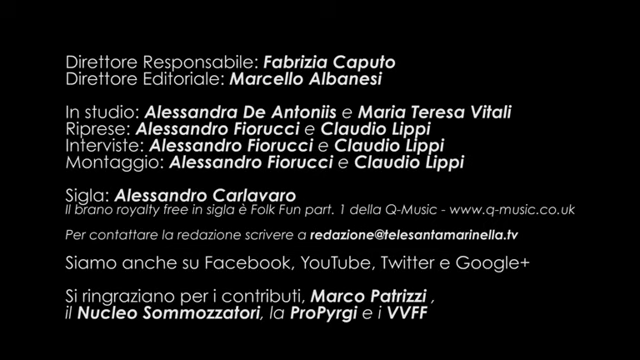 Direttore Responsabile: Fabrizia Caputo
Direttore Editoriale: Marcello Albanesi
In studio: Alessandra De Antoniis e Maria Teresa Vitali
Riprese: Alessandro Fiorucci e Claudio Lippi
Interviste: Alessandro Fiorucci e Claudio Lippi
Montaggio: Alessandro Fiorucci e Claudio Lippi
Sigla: Alessandro Carlavaro
Il brano royalty free in sigla è Folk Fun part. 1 della Q-Music - www.q-music.co.uk
Per contattare la redazione scrivere a redazione@telesantamarinella.tv
Siamo anche su Facebook, YouTube, Twitter e Google+
Si ringraziano per i contributi, Marco Patrizzi ,
il Nucleo Sommozzatori, la ProPyrgi e i VVFF